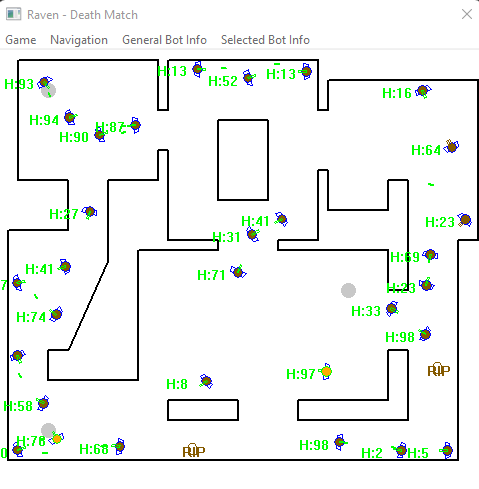 Raven - Death Match
Game Navigation General Bot Info Selected Bot Info
H:13
H:52
H:13
H:93
H:16
H:94
H:87
H:90
H:64
H:27
H:41
H:23
H:31
H:69
H:41
H:71
7
H:23
H:74
H:33
H:98
H:97
RIP
H:8
H:58
H:78
H:68
RIP
H:98
H:2
H:5
0